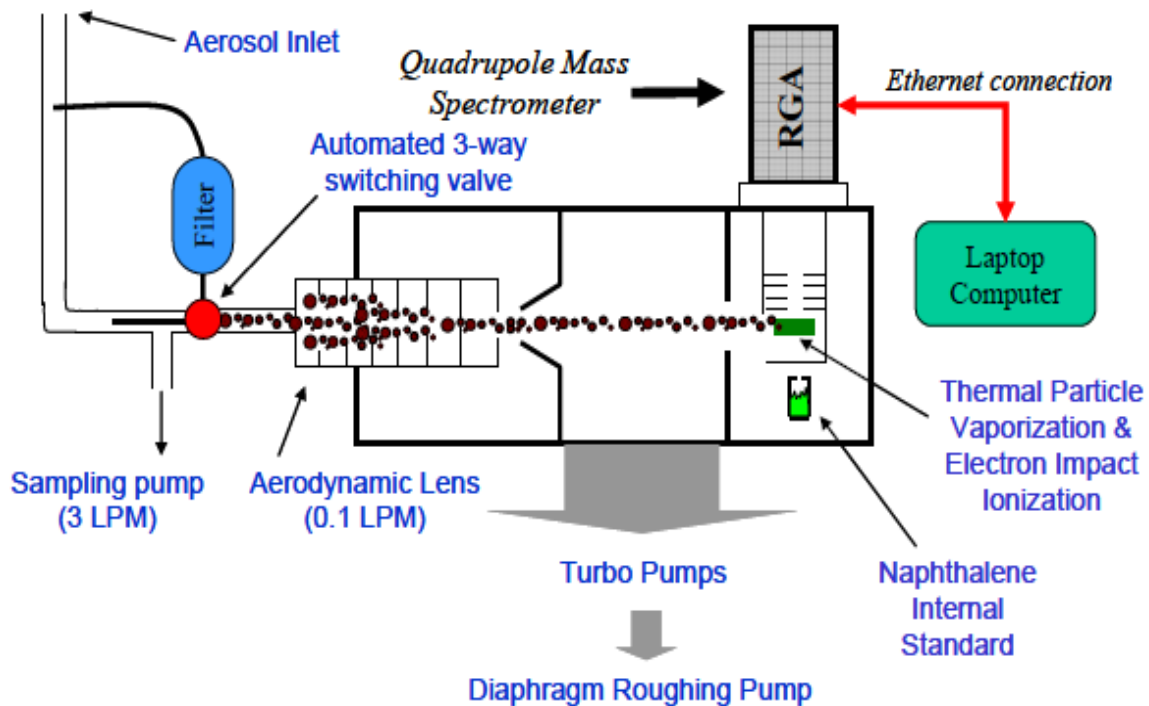 Aerosol Inlet
Quadrupole Mass
Spectrometer
RGA
Ethernet connection
Automated 3-way
switching valve
Filter
Laptop
Computer
Sampling pump
(3 LPM)
Aerodynamic Lens
(0.1 LPM)
Thermal Particle
Vaporization &
Electron Impact
Ionization
Turbo Pumps
Naphthalene
Internal
Standard
Diaphragm Roughing Pump